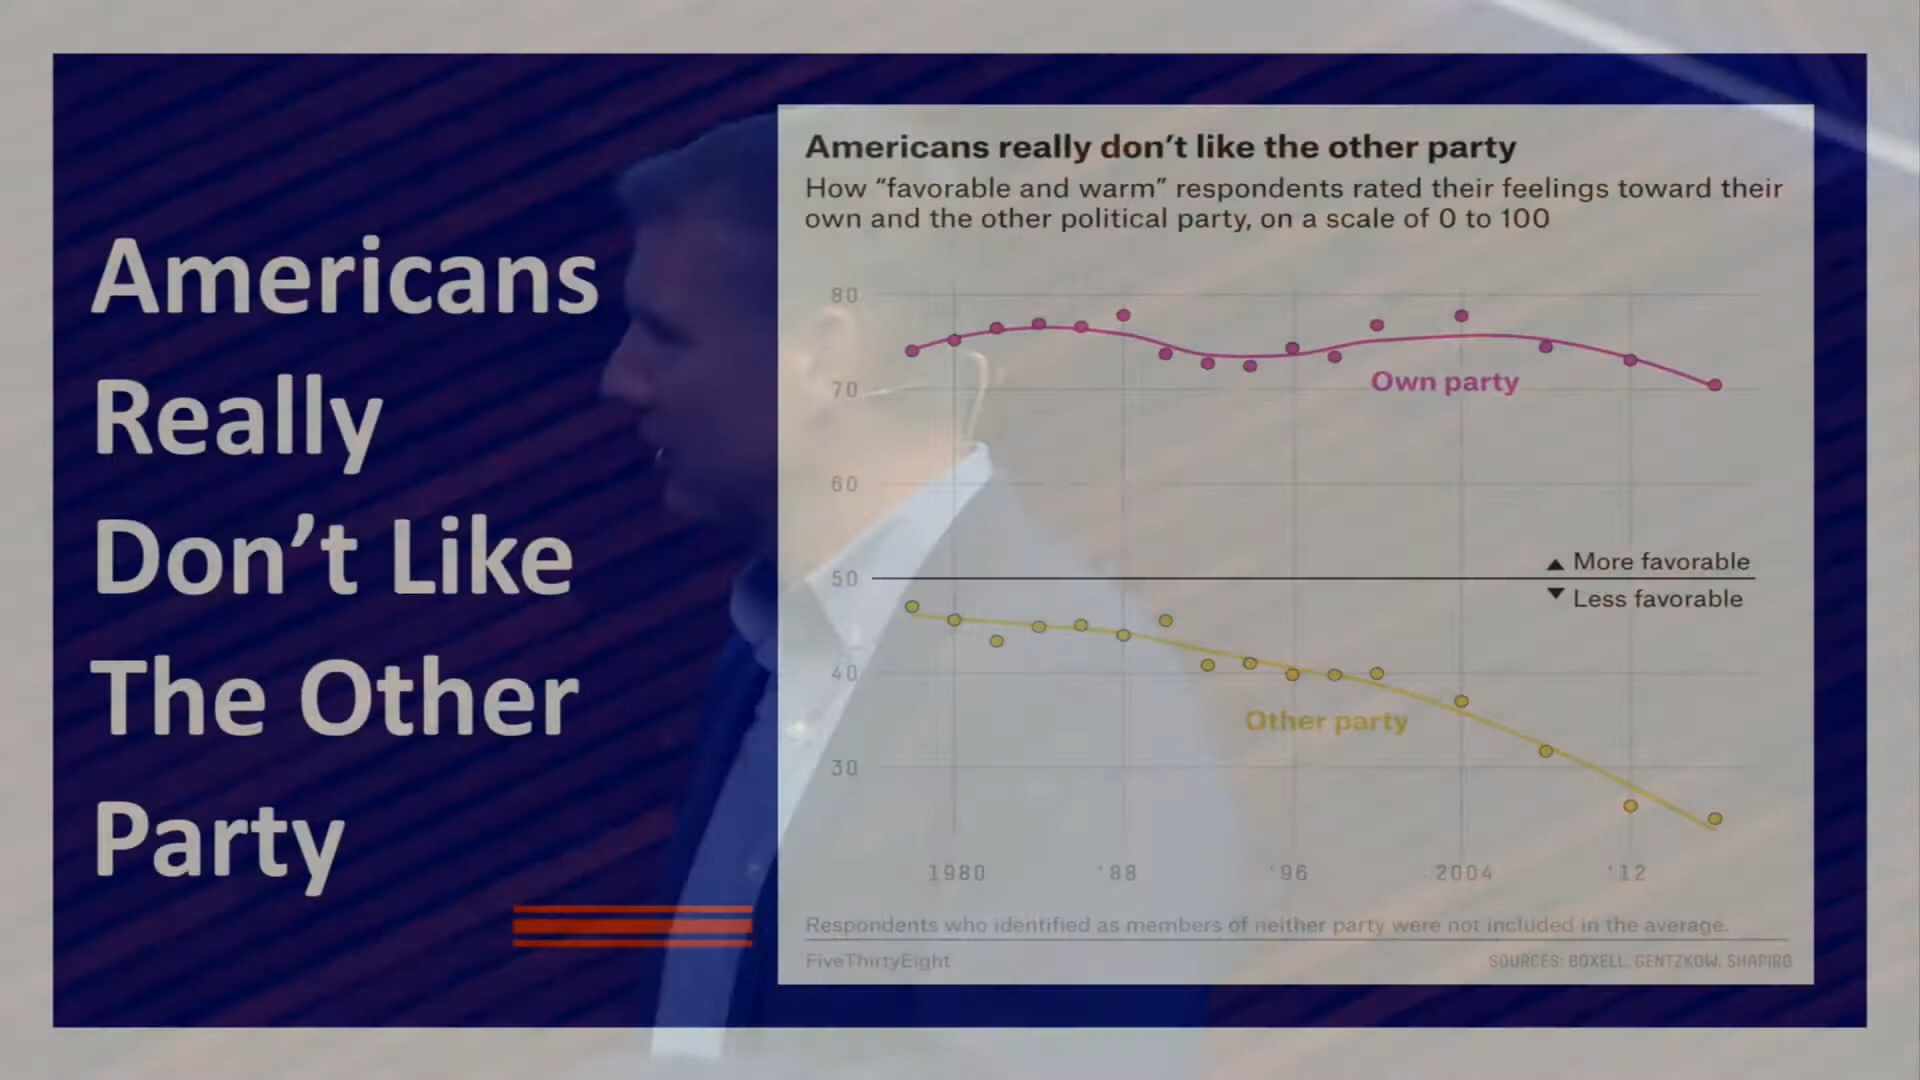 Americans
Really
Don’t Like
The Other
Party
Americans really don’t like the other party
How “favorable and warm” respondents rated their feelings toward their
own and the other political party, on a scale of 0 to 100
80
70
Own party
60
▲ More favorable
50
▼ Less favorable
40
Other party
30
1980 '88 '96 2004 '12
Respondents who identified as members of neither party were not included in the average.
FiveThirtyEight SOURCES: BOXELL, GENTZKOW, SHAPIRO